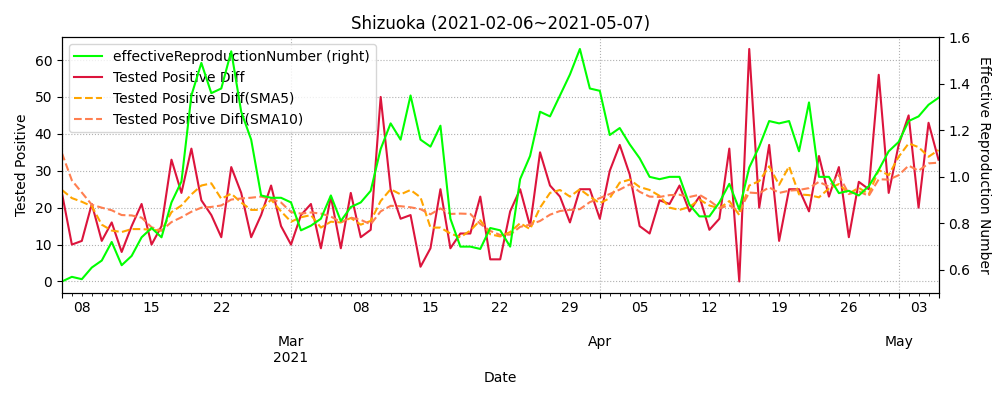 Shizuoka (2021-02-06~2021-05-07)
effectiveReproductionNumber (right)
Tested Positive Diff
Tested Positive Diff(SMA5)
Tested Positive Diff(SMA10)
Tested Positive
60
50
40
30
20
10
0
1.6
1.4
1.2
1.0
0.8
0.6
Effective Reproduction Number
08 15 22 08 15 22 29 05 12 19 26 03
Mar Apr May
2021
Date